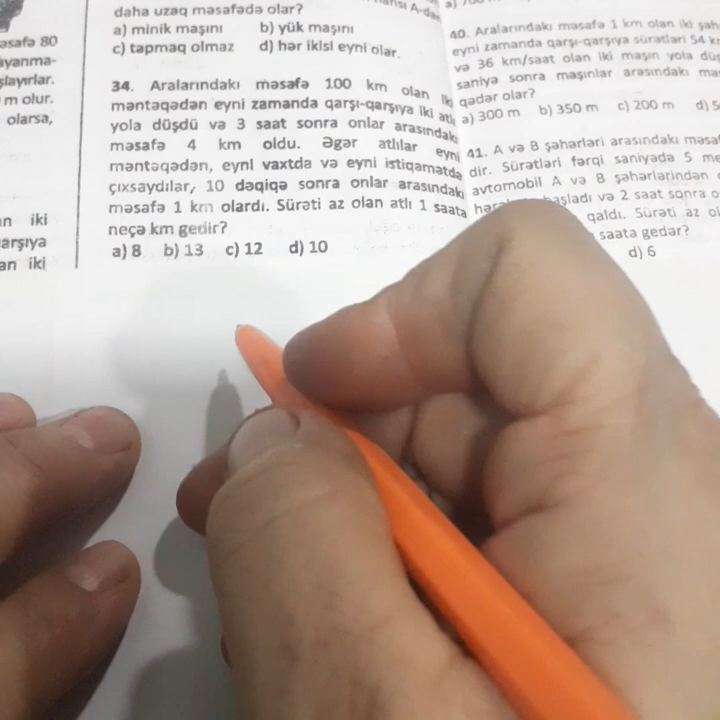 əsafə 80
ayanma-
şlayırlar.
m olur.
olarsa,
ın iki
arşıya
an iki
daha uzaq məsafədə olar?
a) minik maşını b) yük maşını
c) tapmaq olmaz d) hər ikisi eyni olar.
34. Aralarındakı məsafə 100 km olan iki
məntəqədən eyni zamanda qarşı-qarşıya iki atlı
yola düşdü və 3 saat sonra onlar arasındakı
məsafə 4 km oldu. Əgər atlılar eyni
məntəqədən, eyni vaxtda və eyni istiqamətdə
çıxsaydılar, 10 dəqiqə sonra onlar arasındakı
məsafə 1 km olardı. Sürəti az olan atlı 1 saata
neçə km gedir?
a) 8 b) 13 c) 12 d) 10
40. Aralarındakı məsafə 1 km olan iki şəh
eyni zamanda qarşı-qarşıya sürətləri 54 k
və 36 km/saat olan iki maşın yola düş
saniyə sonra maşınlar arasındakı mə
qədər olar?
a) 300 m b) 350 m c) 200 m d) 5
41. A və B şəhərləri arasındakı məsaf
dir. Sürətləri fərqi saniyədə 5 me
avtomobil A və B şəhərlərindən
başladı və 2 saat sonra o
qaldı. Sürəti az ol
saata gedər?
d) 6